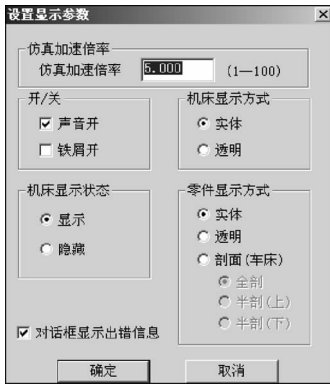 设置显示参数
仿真加速倍率
仿真加速倍率 5.000 (1—100)
开/关
声音开
铁屑开
机床显示方式
实体
透明
机床显示状态
显示
隐藏
零件显示方式
实体
透明
剖面(车床)
全剖
半剖(上)
半剖(下)
对话框显示出错信息
确定
取消